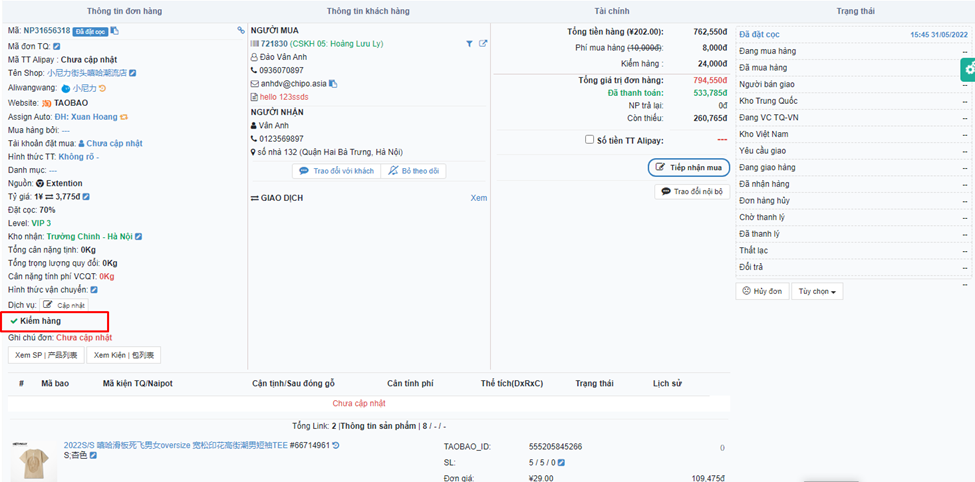 Thông tin đơn hàng
Thông tin khách hàng
Tài chính
Trạng thái
Mã: NP31656318 Đã đặt cọc
Mã đơn TQ:
Mã TT Alipay : Chưa cập nhật
Tên Shop: 小尼力街头嘻哈潮流店
Aliwangwang: 小尼力
Website: TAOBAO
Assign Auto: ĐH: Xuan Hoang
Mua hàng bởi: ---
Tài khoản đặt mua: Chưa cập nhật
Hình thức TT: Không rõ -
Danh mục: ---
Nguồn: Extention
Tỷ giá: 1¥ ⇄ 3,775đ
Đặt cọc: 70%
Level: VIP 3
Kho nhận: Trường Chinh - Hà Nội
Tổng cân nặng tịnh: 0Kg
Tổng trọng lượng quy đổi: 0Kg
Cân nặng tính phí VCQT: 0Kg
Hình thức vận chuyển:
Dịch vụ: Cập nhật
Kiểm hàng
Ghi chú đơn: Chưa cập nhật
Xem SP | 产品列表
Xem Kiện | 包列表
NGƯỜI MUA
721830 (CSKH 05: Hoàng Lưu Ly)
Đào Vân Anh
0936070897
anhdv@chipo.asia
hello 123ssds
NGƯỜI NHẬN
Vân Anh
0123569897
số nhà 132 (Quận Hai Bà Trưng, Hà Nội)
Trao đổi với khách
Bỏ theo dõi
GIAO DỊCH
Xem
Tổng tiền hàng (¥202.00): 762,550đ
Phí mua hàng (10,000đ): 8,000đ
Kiểm hàng : 24,000đ
Tổng giá trị đơn hàng: 794,550đ
Đã thanh toán: 533,785đ
NP trả lại: 0đ
Còn thiếu: 260,765đ
Số tiền TT Alipay: ---
Tiếp nhận mua
Trao đổi nội bộ
Đã đặt cọc 15:45 31/05/2022
Đang mua hàng --
Đã mua hàng --
Người bán giao --
Kho Trung Quốc --
Đang VC TQ-VN --
Kho Việt Nam --
Yêu cầu giao --
Đang giao hàng --
Đã nhận hàng --
Đơn hàng hủy --
Chờ thanh lý --
Đã thanh lý --
Thất lạc --
Đổi trả --
--
Hủy đơn
Tùy chọn
# Mã bao Mã kiện TQ/Naipot Cận tịnh/Sau đóng gỗ Cân tính phí Thể tích(DxRxC) Trạng thái Lịch sử
Chưa cập nhật
Tổng Link: 2 |Thông tin sản phẩm | 8 / - / -
2022S/S 嘻哈滑板死飞男女oversize 宽松印花高街潮男短袖TEE #66714961
S;杏色
TAOBAO_ID: 555205845266
SL: 5 / 5 / 0
Đơn giá: ¥29.00 109,475đ